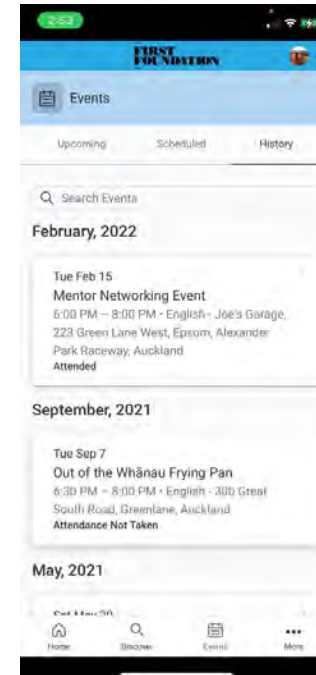 2:53
FIRST
FOUNDATION
Events
Upcoming Scheduled History
Search Events
February, 2022
Tue Feb 15
Mentor Networking Event
6:00 PM – 8:00 PM • English - Joe's Garage,
223 Green Lane West, Epsom, Alexander
Park Raceway, Auckland
Attended
September, 2021
Tue Sep 7
Out of the Whānau Frying Pan
6:30 PM – 8:00 PM • English - 300 Great
South Road, Greenlane, Auckland
Attendance Not Taken
May, 2021
Home Discover Events More